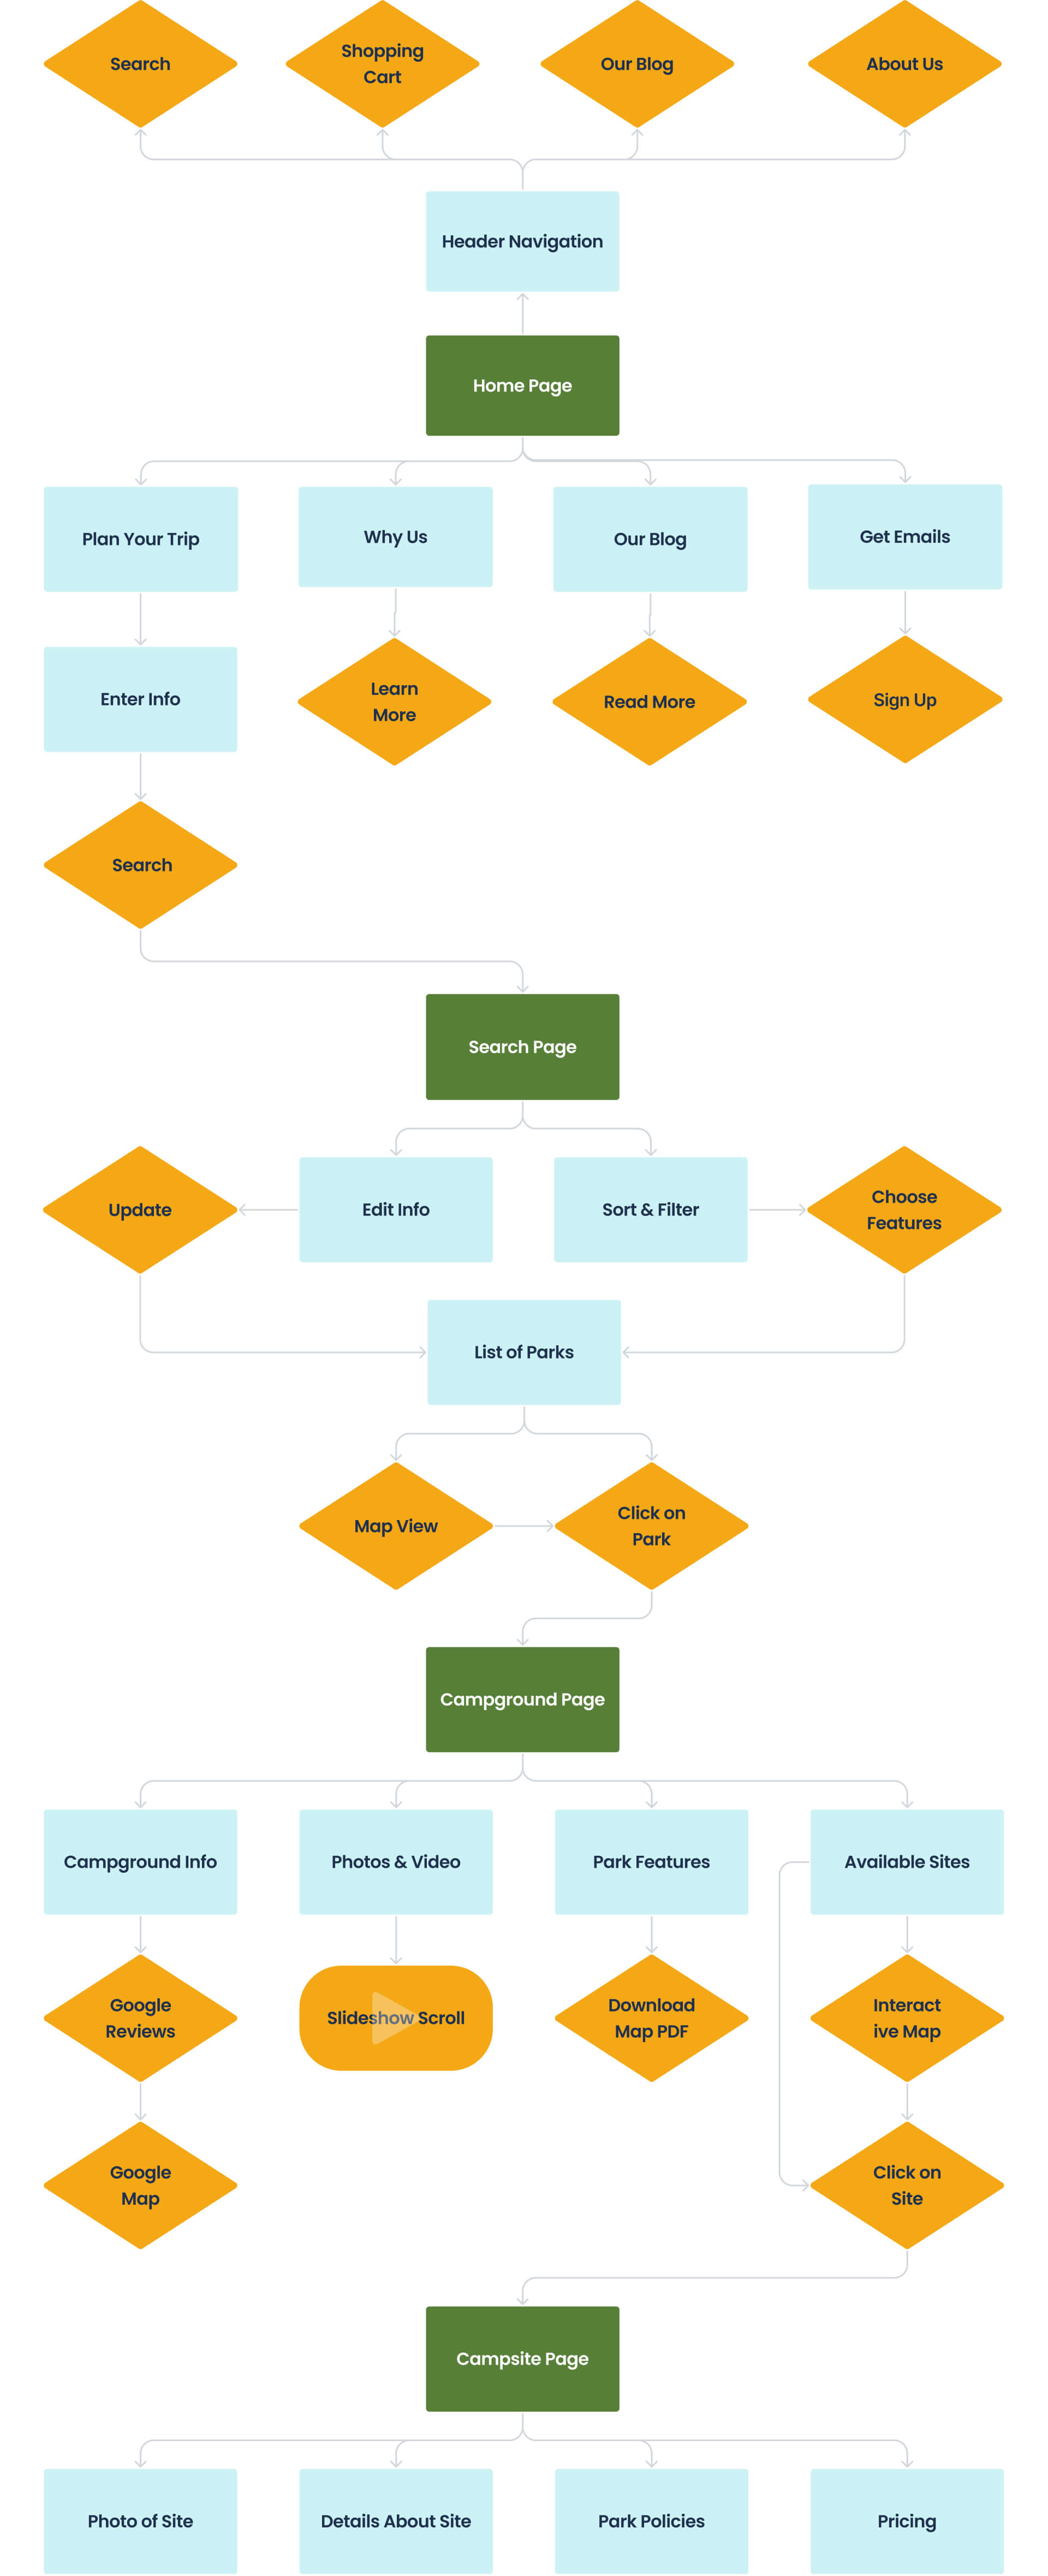 Search
Shopping
Cart
Our Blog
About Us
Header Navigation
Home Page
Plan Your Trip
Why Us
Our Blog
Get Emails
Enter Info
Learn
More
Read More
Sign Up
Search
Search Page
Update
Edit Info
Sort & Filter
Choose
Features
List of Parks
Map View
Click on
Park
Campground Page
Campground Info
Photos & Video
Park Features
Available Sites
Google
Reviews
Slideshow Scroll
Download
Map PDF
Interact
ive Map
Google
Map
Click on
Site
Campsite Page
Photo of Site
Details About Site
Park Policies
Pricing